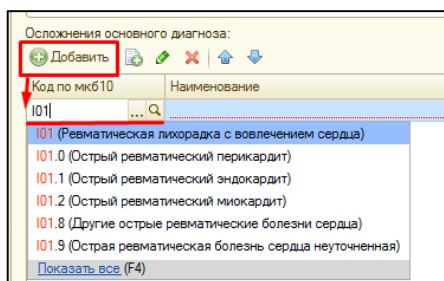 Осложнения основного диагноза:
Добавить
Код по мкб10 Наименование
I01 ...
I01 (Ревматическая лихорадка с вовлечением сердца)
I01.0 (Острый ревматический перикардит)
I01.1 (Острый ревматический эндокардит)
I01.2 (Острый ревматический миокардит)
I01.8 (Другие острые ревматические болезни сердца)
I01.9 (Острая ревматическая болезнь сердца неуточненная)
Показать все (F4)